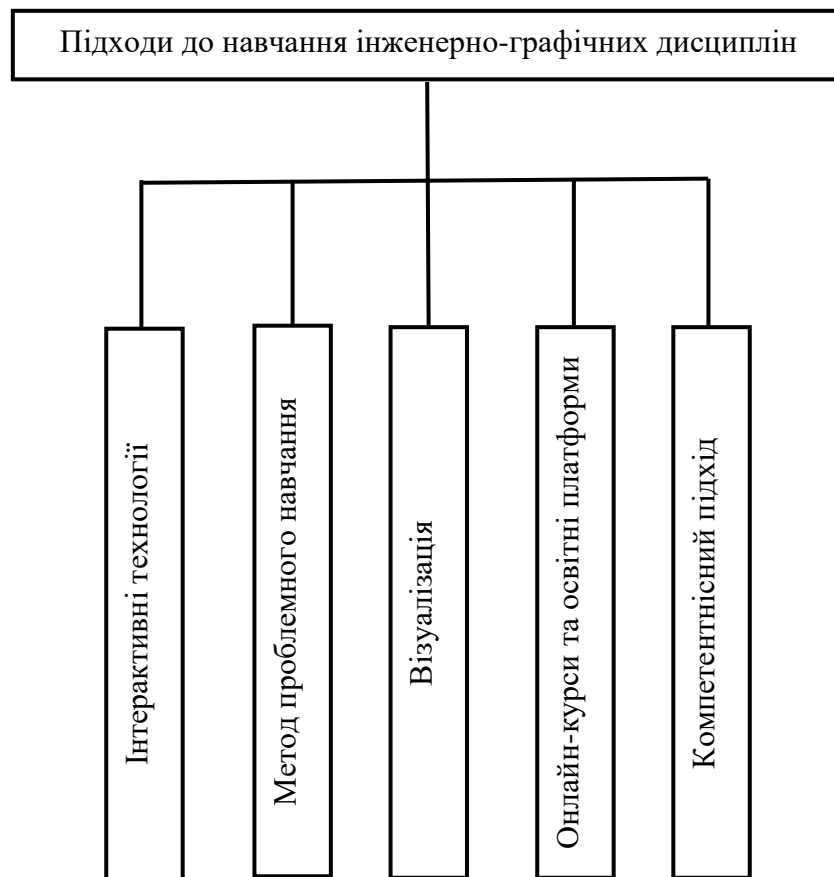 Підходи до навчання інженерно-графічних дисциплін
Інтерактивні технології
Метод проблемного навчання
Візуалізація
Онлайн-курси та освітні платформи
Компетентнісний підхід